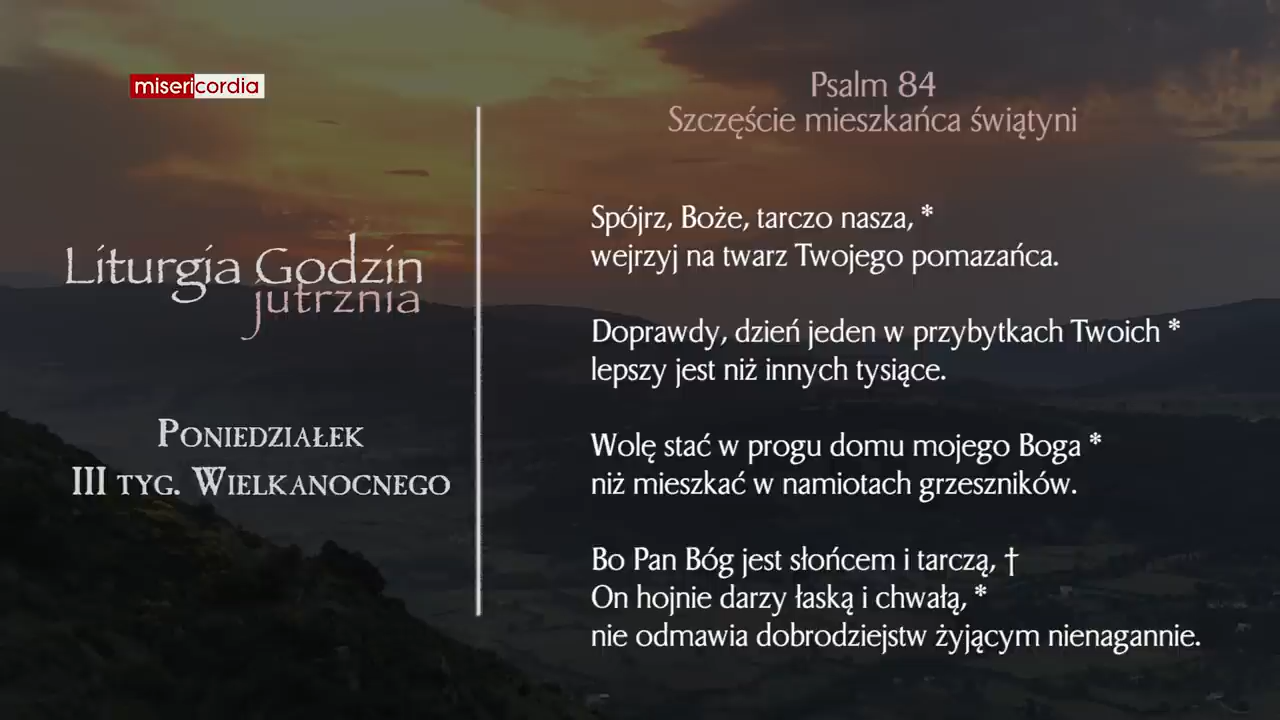 misericordia
Liturgia Godzin
jutrznia
Poniedziałek
III tyg. Wielkanocnego
Psalm 84
Szczęście mieszkańca świątyni
Spójrz, Boże, tarczo nasza, *
wejrzyj na twarz Twojego pomazańca.
Doprawdy, dzień jeden w przybytkach Twoich *
lepszy jest niż innych tysiące.
Wolę stać w progu domu mojego Boga *
niż mieszkać w namiotach grzeszników.
Bo Pan Bóg jest słońcem i tarczą, †
On hojnie darzy łaską i chwałą, *
nie odmawia dobrodziejstw żyjącym nienagannie.